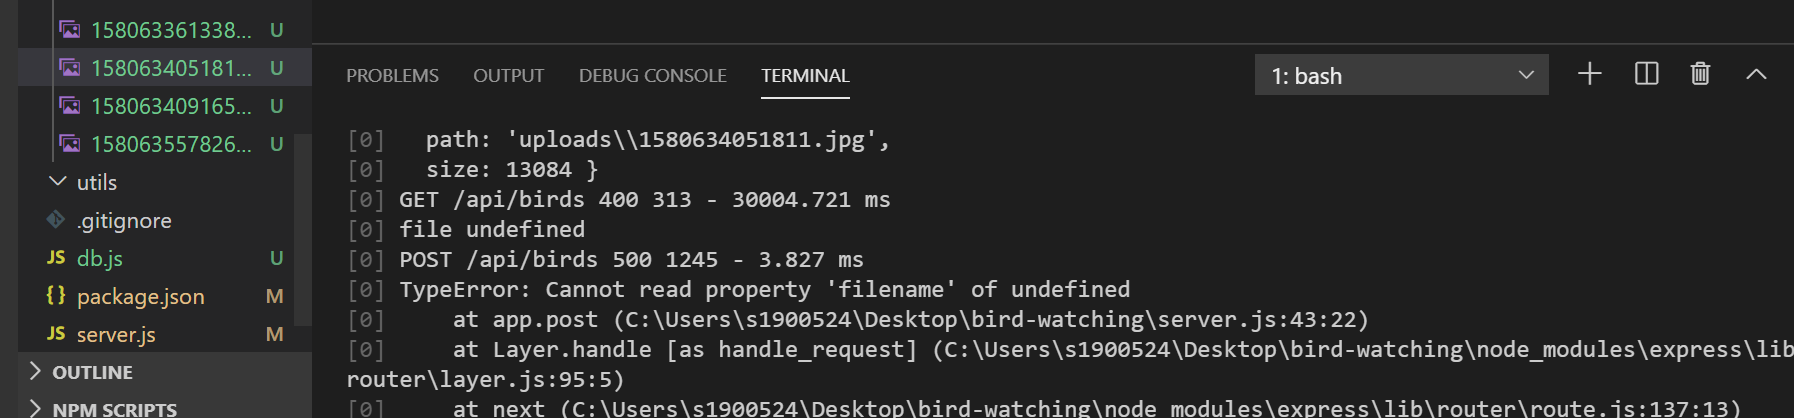 158063361338...	U
158063405181...	U
158063409165...	U
158063557826...	U
utils
.gitignore
JS db.js	U
{} package.json	M
JS server.js	M
OUTLINE
NPM SCRIPTS
PROBLEMS	OUTPUT	DEBUG CONSOLE	TERMINAL	1: bash
[0]   path: 'uploads\\1580634051811.jpg',
[0]   size: 13084 }
[0] GET /api/birds 400 313 - 30004.721 ms
[0] file undefined
[0] POST /api/birds 500 1245 - 3.827 ms
[0] TypeError: Cannot read property 'filename' of undefined
[0]     at app.post (C:\Users\s1900524\Desktop\bird-watching\server.js:43:22)
[0]     at Layer.handle [as handle_request] (C:\Users\s1900524\Desktop\bird-watching\node_modules\express\lib
router\layer.js:95:5)
[0]     at next (C:\Users\s1900524\Desktop\bird-watching\node_modules\express\lib\router\route.js:137:13)